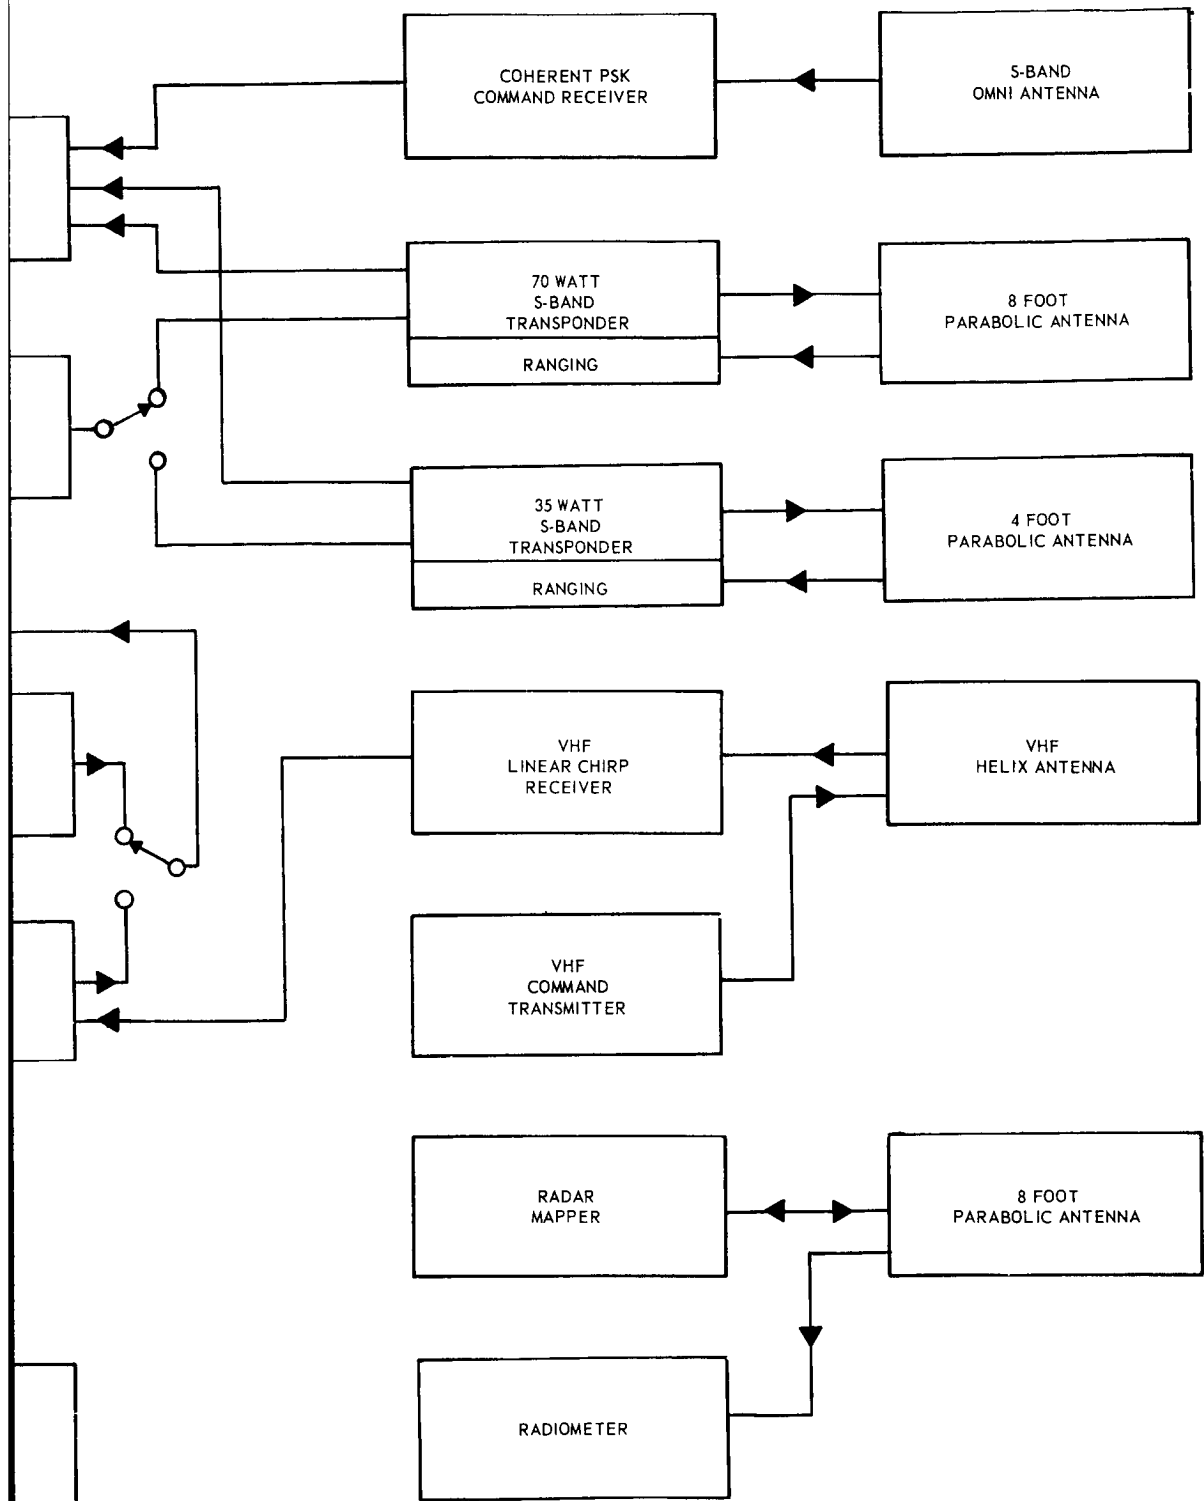 COHERENT PSK
COMMAND RECEIVER
S-BAND
OMNI ANTENNA
70 WATT
S-BAND
TRANSPONDER
RANGING
8 FOOT
PARABOLIC ANTENNA
35 WATT
S-BAND
TRANSPONDER
RANGING
4 FOOT
PARABOLIC ANTENNA
VHF
LINEAR CHIRP
RECEIVER
VHF
HELIX ANTENNA
VHF
COMMAND
TRANSMITTER
RADAR
MAPPER
8 FOOT
PARABOLIC ANTENNA
RADIOMETER